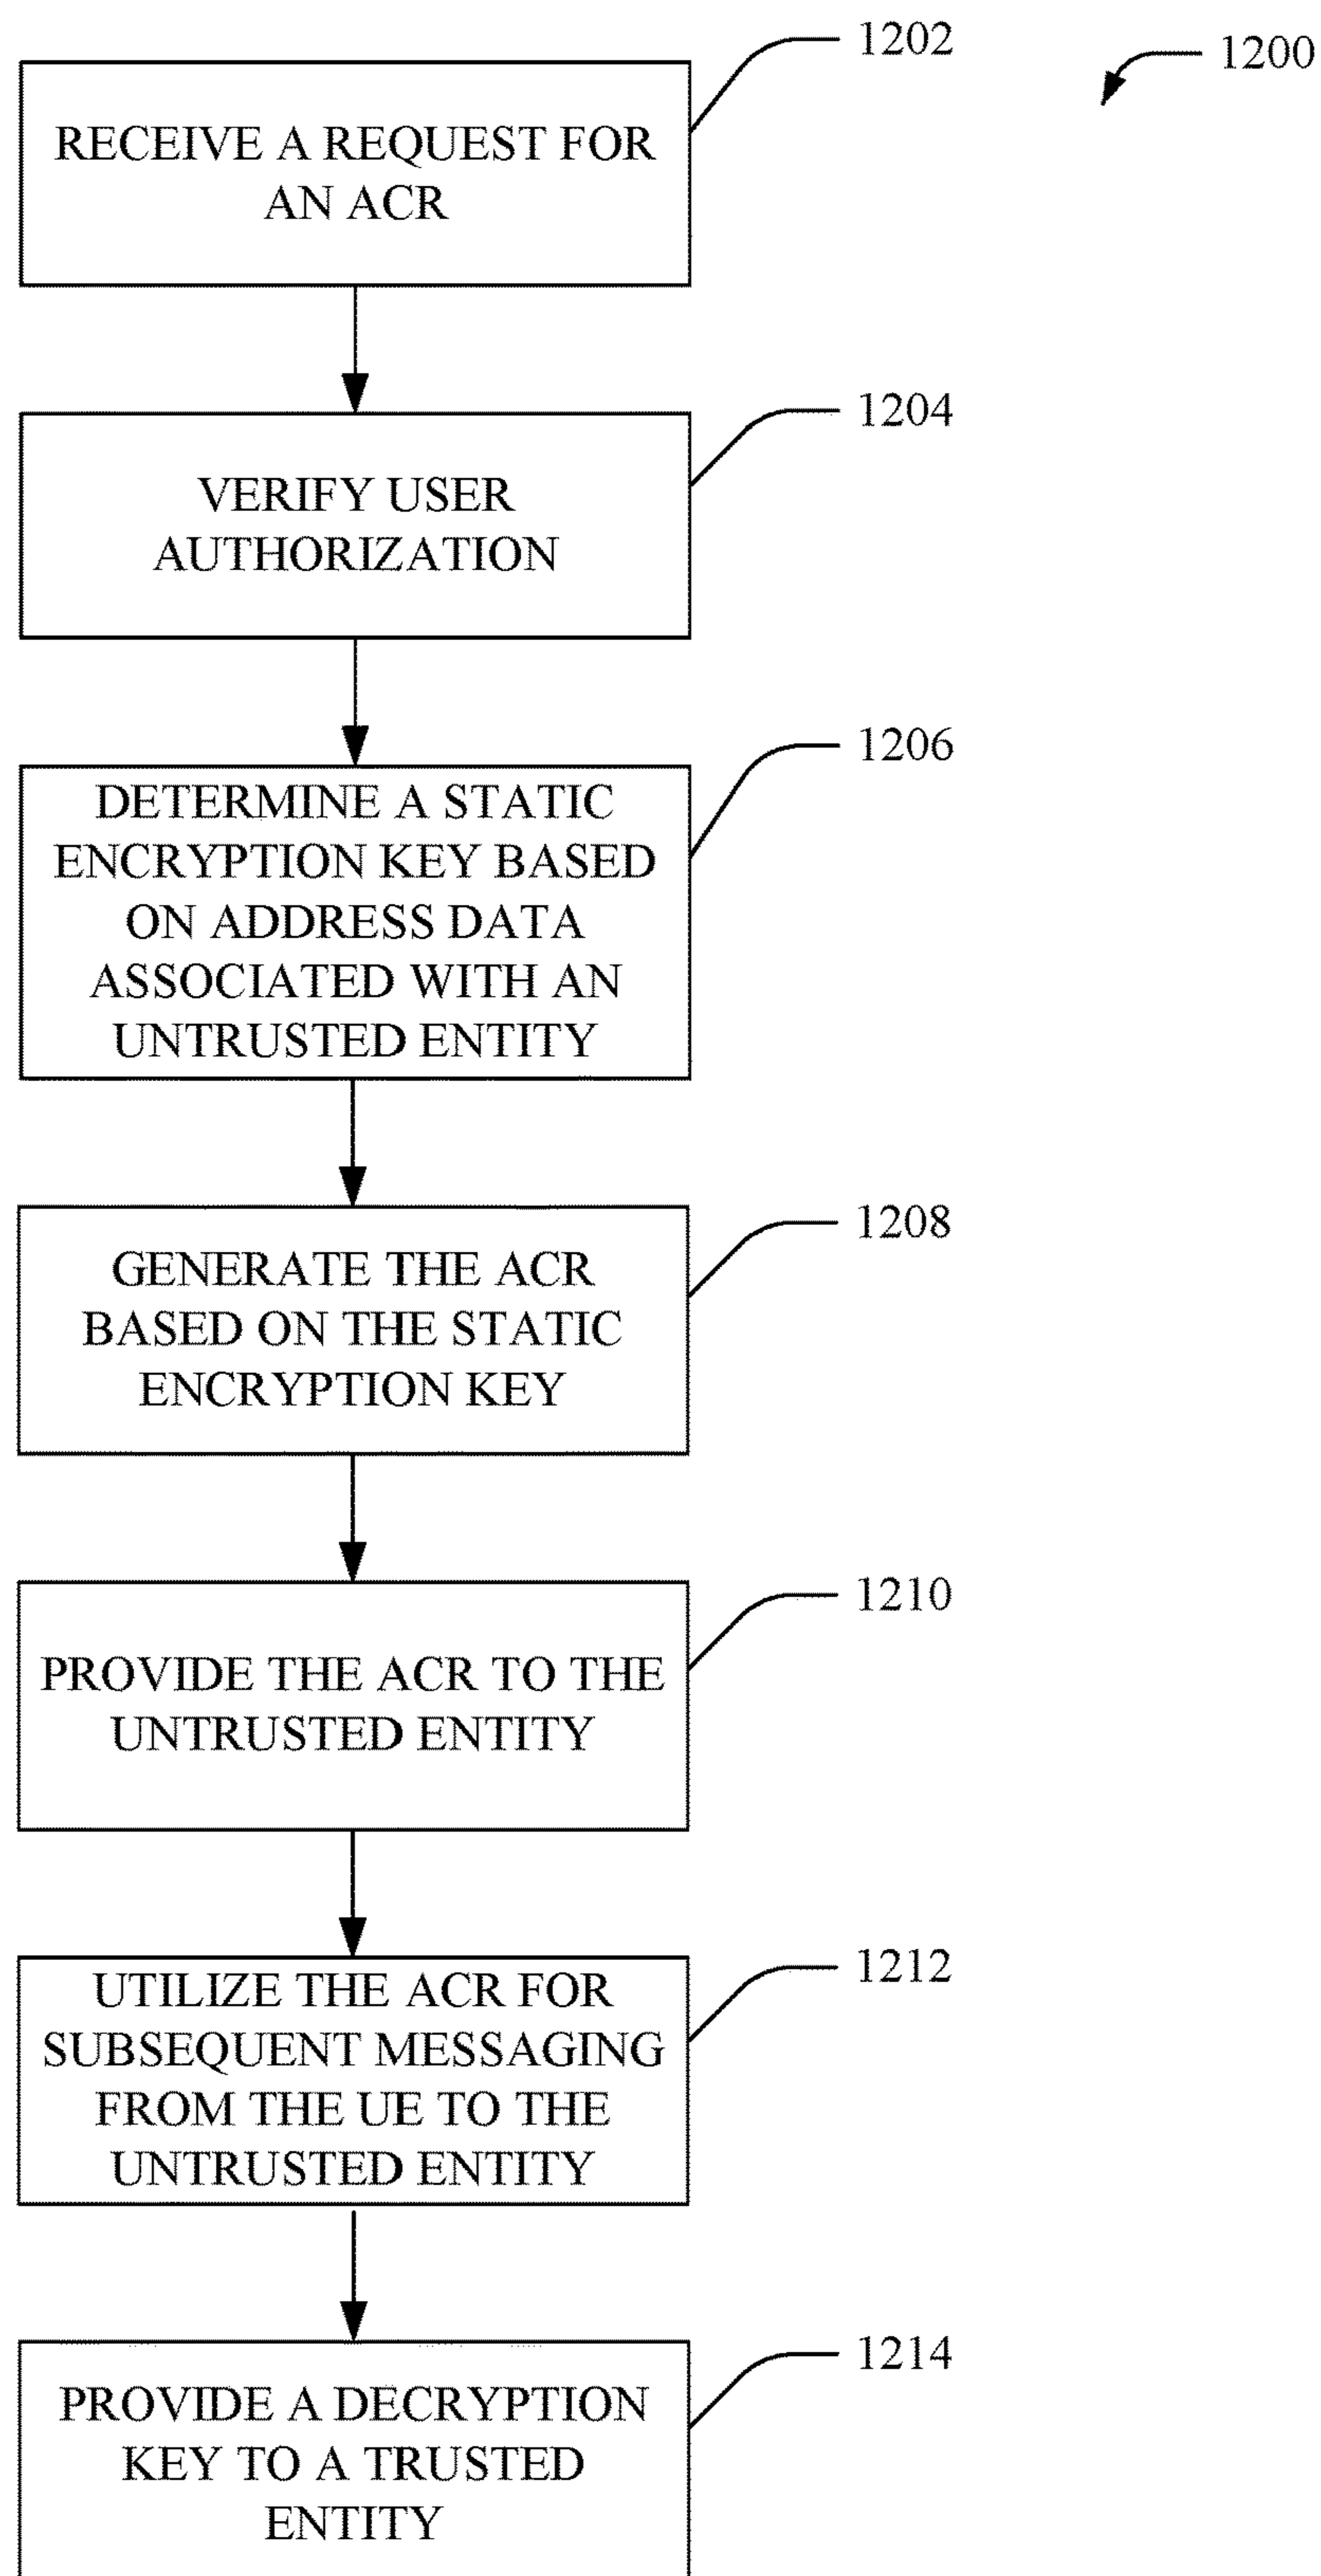 1202
1200
RECEIVE A REQUEST FOR
AN ACR
1204
VERIFY USER
AUTHORIZATION
1206
DETERMINE A STATIC
ENCRYPTION KEY BASED
ON ADDRESS DATA
ASSOCIATED WITH AN
UNTRUSTED ENTITY
1208
GENERATE THE ACR
BASED ON THE STATIC
ENCRYPTION KEY
1210
PROVIDE THE ACR TO THE
UNTRUSTED ENTITY
1212
UTILIZE THE ACR FOR
SUBSEQUENT MESSAGING
FROM THE UE TO THE
UNTRUSTED ENTITY
1214
PROVIDE A DECRYPTION
KEY TO A TRUSTED
ENTITY